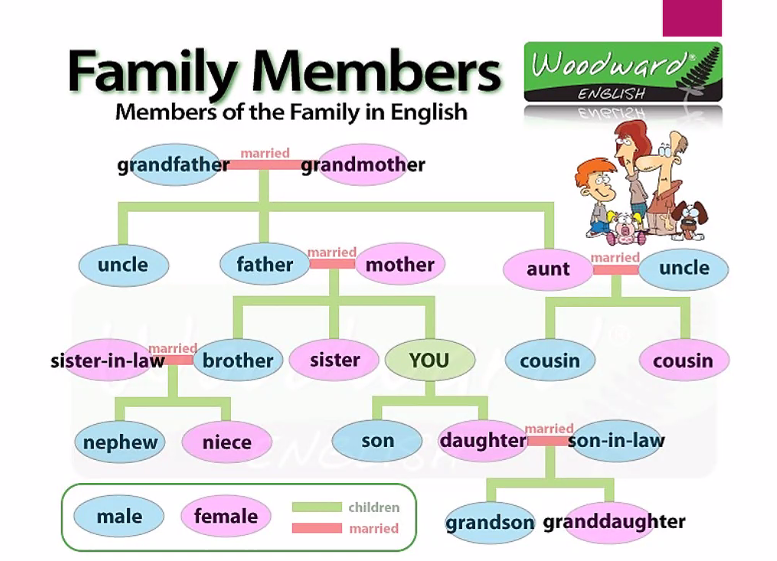 Family Members
Members of the Family in English
Woodward®
ENGLISH
grandfather married grandmother
uncle father married mother aunt married uncle
sister-in-law married brother sister YOU cousin cousin
nephew niece son daughter married son-in-law
male female children
married
grandson granddaughter